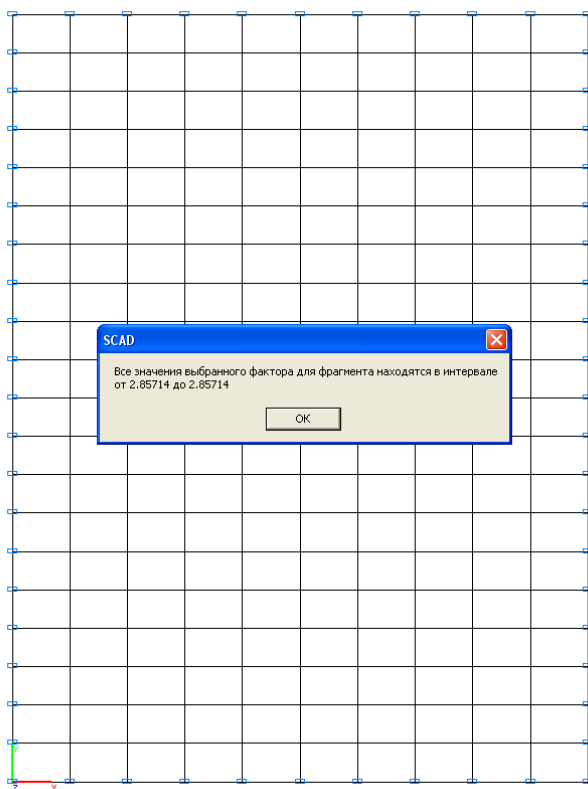 SCAD
Все значения выбранного фактора для фрагмента находятся в интервале
от 2.85714 до 2.85714
OK
Y
Z
X